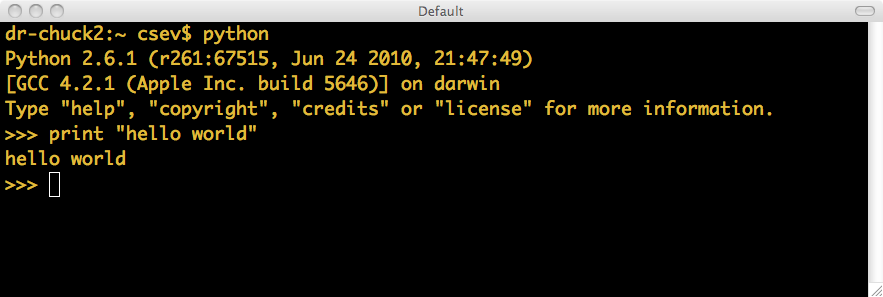 Default
dr-chuck2:~ csev$ python
Python 2.6.1 (r261:67515, Jun 24 2010, 21:47:49)
[GCC 4.2.1 (Apple Inc. build 5646)] on darwin
Type "help", "copyright", "credits" or "license" for more information.
>>> print "hello world"
hello world
>>>